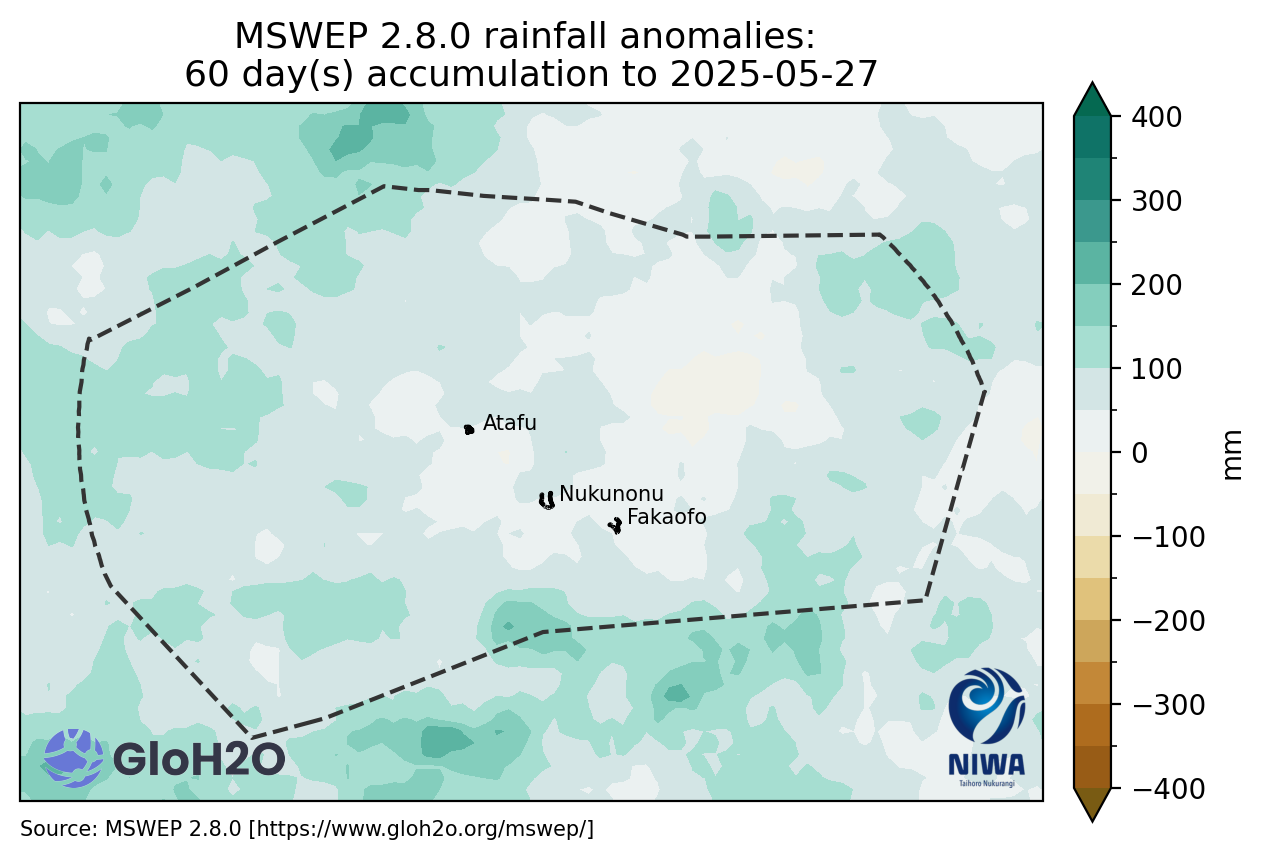 MSWEP 2.8.0 rainfall anomalies:
60 day(s) accumulation to 2025-05-27
400
300
200
100
0
−100
−200
−300
−400
mm
Atafu
Nukunonu
Fakaofo
GloH2O
NIWA
Taihoro Nukurangi
Source: MSWEP 2.8.0 [https://www.gloh2o.org/mswep/]